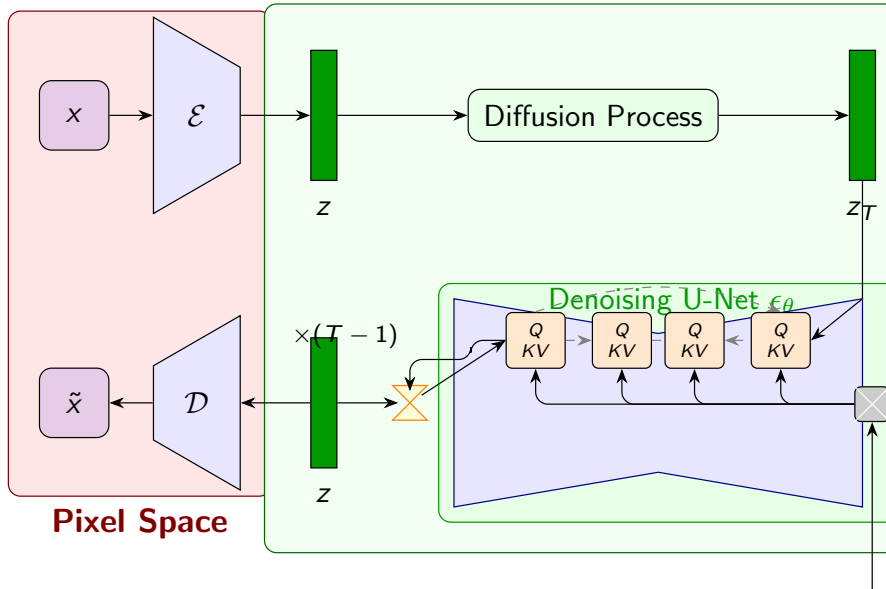 x
ℰ
z
Diffusion Process
z_T
Denoising U-Net ϵ_θ
×(T − 1)
Q
KV
Q
KV
Q
KV
Q
KV
x̃
𝒟
z
Pixel Space